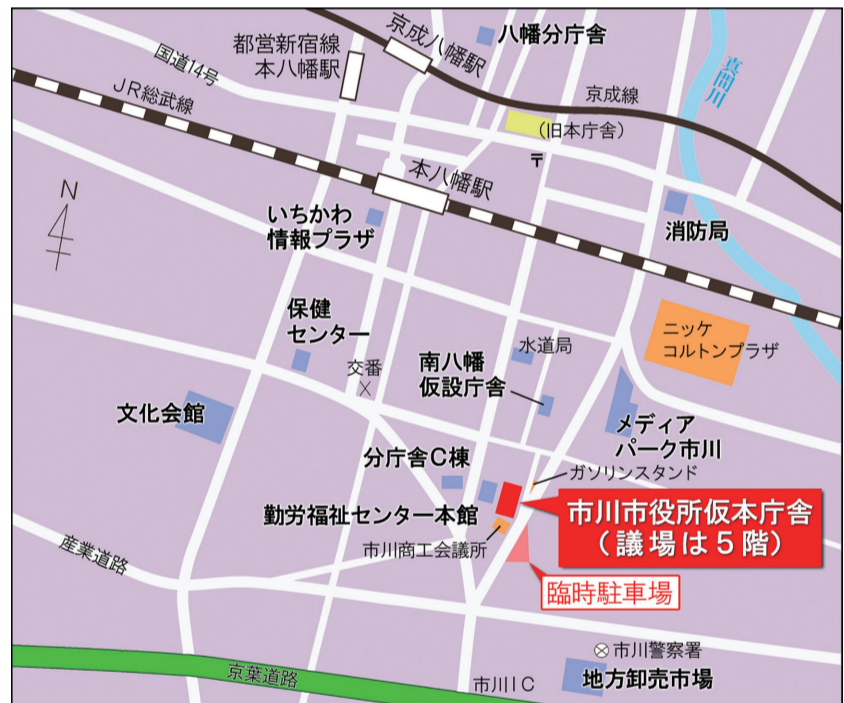 京成八幡駅
八幡分庁舎
都営新宿線
本八幡駅
国道14号
真間川
JR総武線
京成線
（旧本庁舎）
〒
本八幡駅
N
いちかわ
情報プラザ
消防局
保健
センター
ニッケ
コルトンプラザ
水道局
交番
南八幡
仮設庁舎
文化会館
メディア
パーク市川
分庁舎C棟
ガソリンスタンド
勤労福祉センター本館
市川市役所仮本庁舎
（議場は5階）
市川商工会議所
産業道路
臨時駐車場
市川警察署
京葉道路
市川IC
地方卸売市場